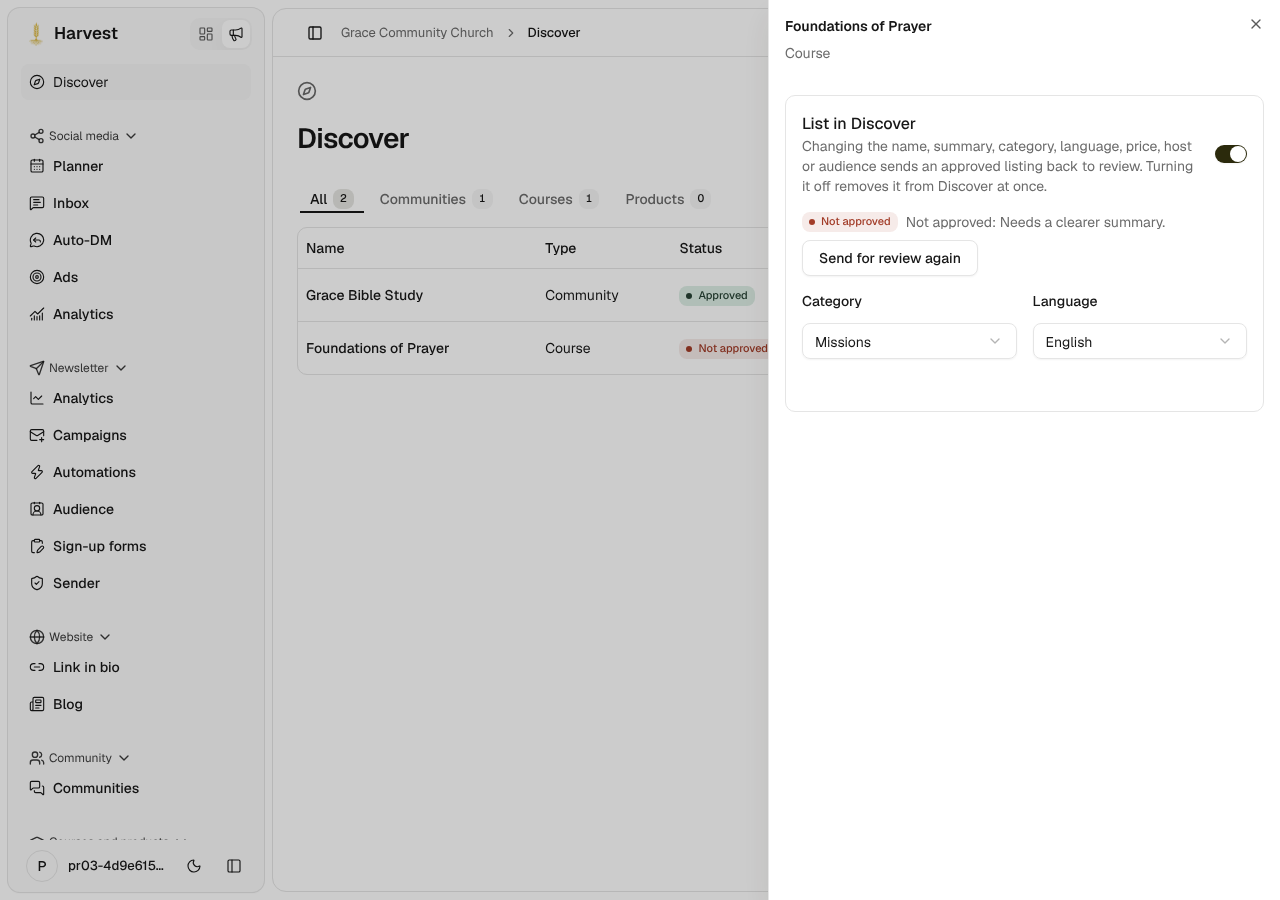 Harvest
Discover
Social media
Planner
Inbox
Auto-DM
Ads
Analytics
Newsletter
Analytics
Campaigns
Automations
Audience
Sign-up forms
Sender
Website
Link in bio
Blog
Community
Communities
P pr03-4d9e615...
Grace Community Church > Discover
Discover
All 2 Communities 1 Courses 1 Products 0
Name Type Status
Grace Bible Study Community Approved
Foundations of Prayer Course Not approved
Foundations of Prayer
Course
List in Discover
Changing the name, summary, category, language, price, host
or audience sends an approved listing back to review. Turning
it off removes it from Discover at once.
Not approved Not approved: Needs a clearer summary.
Send for review again
Category Language
Missions English